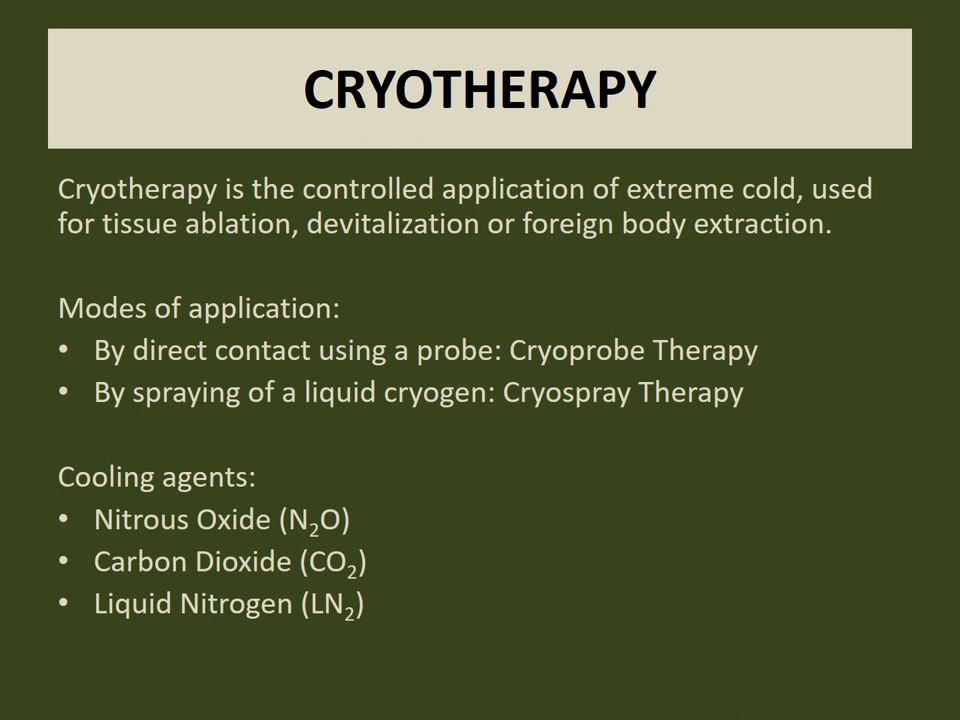 CRYOTHERAPY
Cryotherapy is the controlled application of extreme cold, used
for tissue ablation, devitalization or foreign body extraction.
Modes of application:
• By direct contact using a probe: Cryoprobe Therapy
• By spraying of a liquid cryogen: Cryospray Therapy
Cooling agents:
• Nitrous Oxide (N₂O)
• Carbon Dioxide (CO₂)
• Liquid Nitrogen (LN₂)